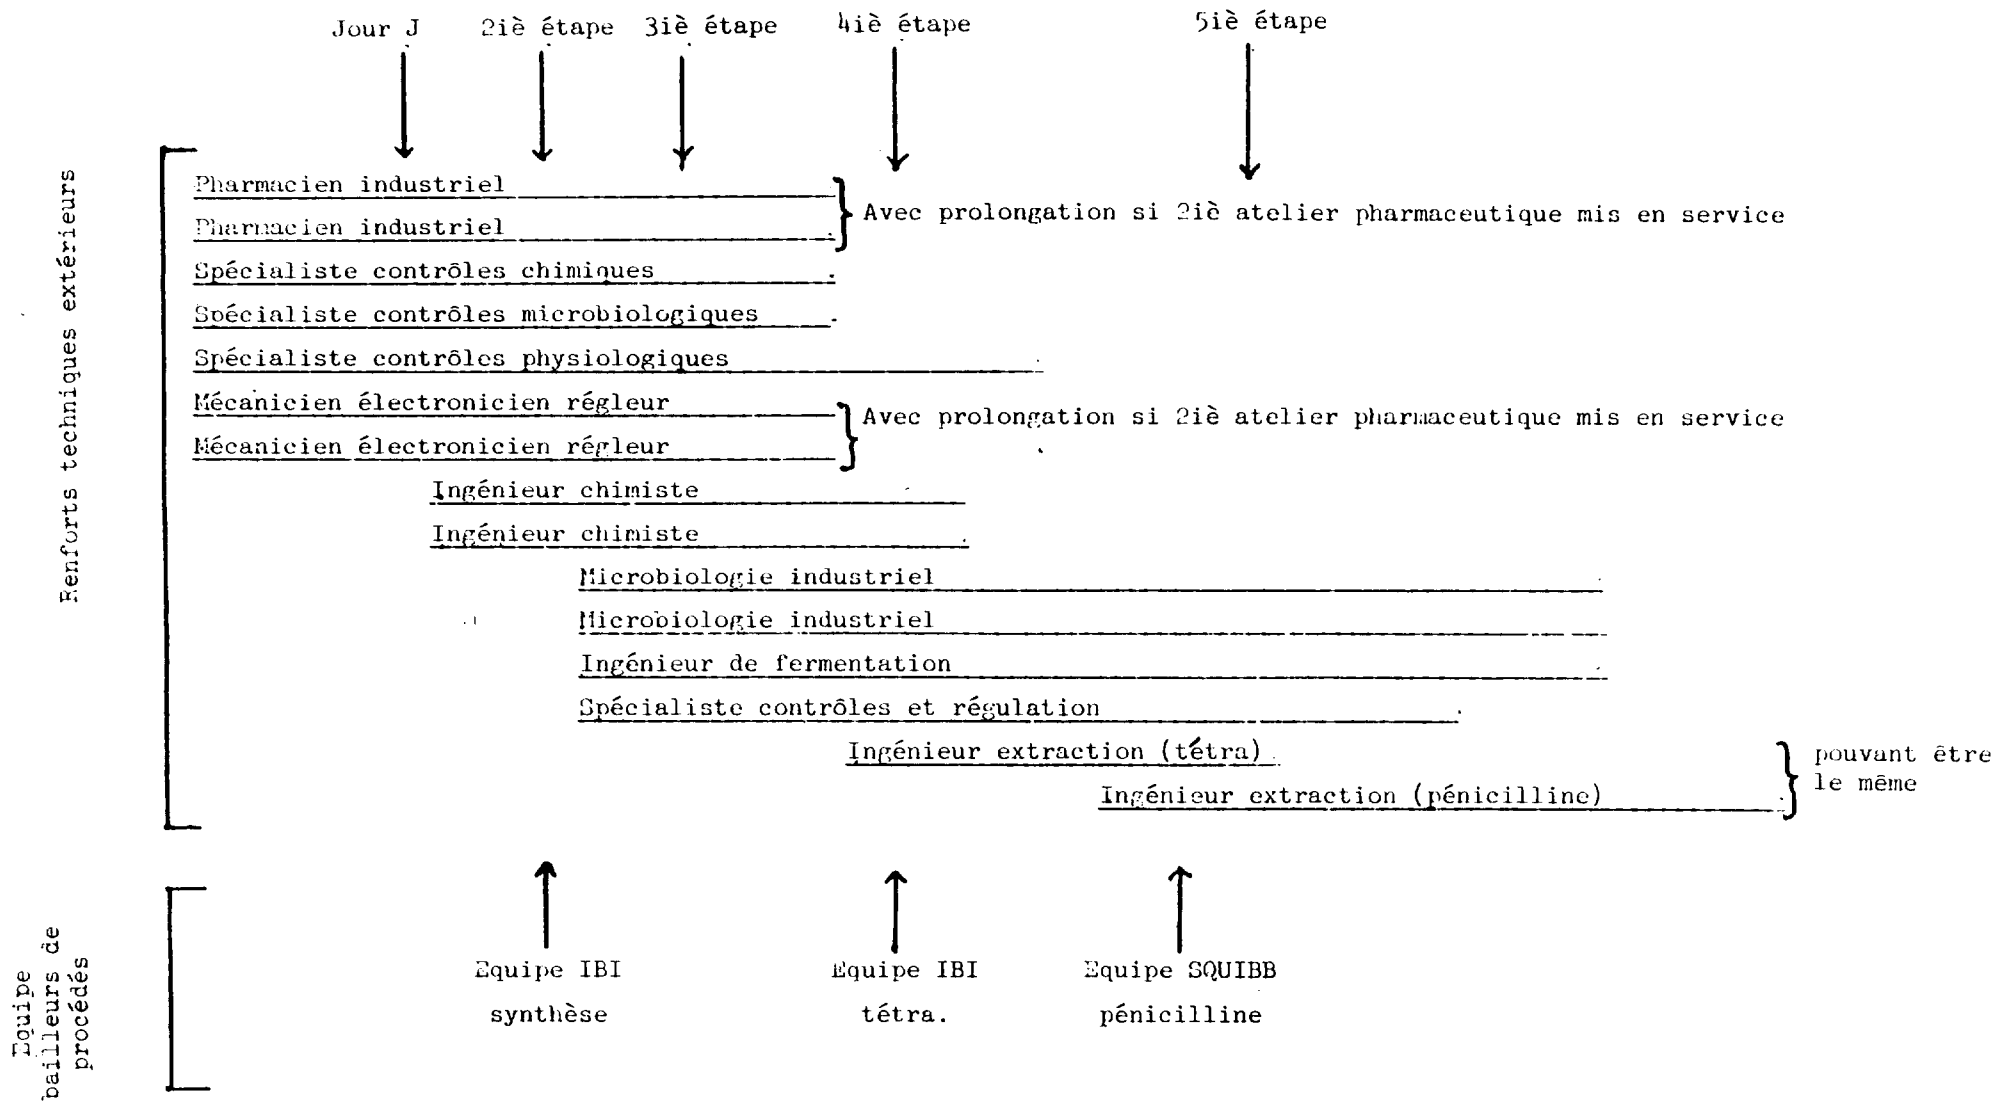 Jour J 2iè étape 3iè étape 4iè étape 5iè étape
Renforts techniques extérieurs
Pharmacien industriel
Avec prolongation si 2iè atelier pharmaceutique mis en service
Pharmacien industriel
Spécialiste contrôles chimiques
Spécialiste contrôles microbiologiques
Spécialiste contrôles physiologiques
Mécanicien électronicien régleur
Avec prolongation si 2iè atelier pharmaceutique mis en service
Mécanicien électronicien régleur
Ingénieur chimiste
Ingénieur chimiste
Microbiologie industriel
Microbiologie industriel
Ingénieur de fermentation
Spécialiste contrôles et régulation
Ingénieur extraction (tétra)
Ingénieur extraction (pénicilline)
pouvant être
le même
Equipe
bailleurs de
procédés
Equipe IBI
synthèse
Equipe IBI
tétra.
Equipe SQUIBB
pénicilline